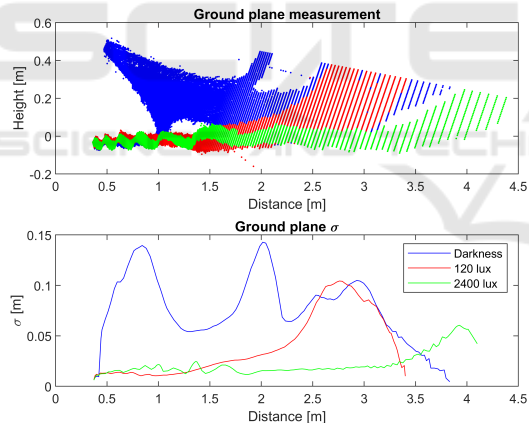 Ground plane measurement
Height [m]
0.6
0.4
0.2
0
-0.2
0 0.5 1 1.5 2 2.5 3 3.5 4 4.5
Distance [m]
Ground plane σ
σ [m]
0.15
0.1
0.05
0
Darkness
120 lux
2400 lux
0 0.5 1 1.5 2 2.5 3 3.5 4 4.5
Distance [m]